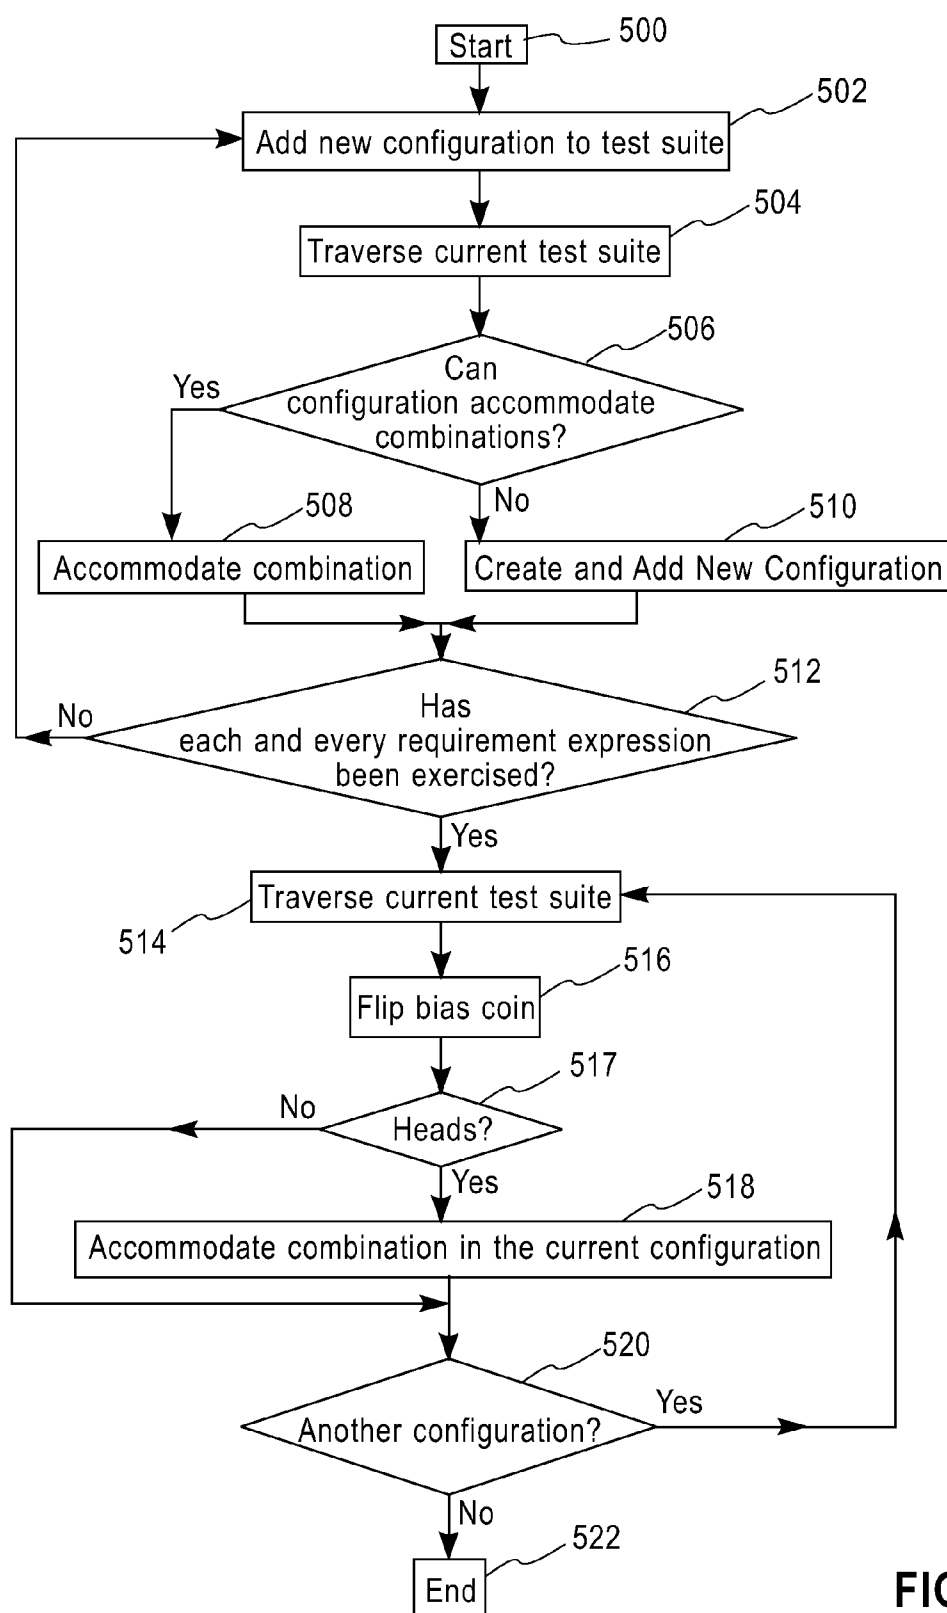 Start
500
502
Add new configuration to test suite
504
Traverse current test suite
506
Can
configuration accommodate
combinations?
Yes
No
508
510
Accommodate combination
Create and Add New Configuration
512
Has
each and every requirement expression
been exercised?
No
Yes
Traverse current test suite
514
516
Flip bias coin
517
Heads?
No
Yes
518
Accommodate combination in the current configuration
520
Another configuration?
Yes
No
522
End
FIG